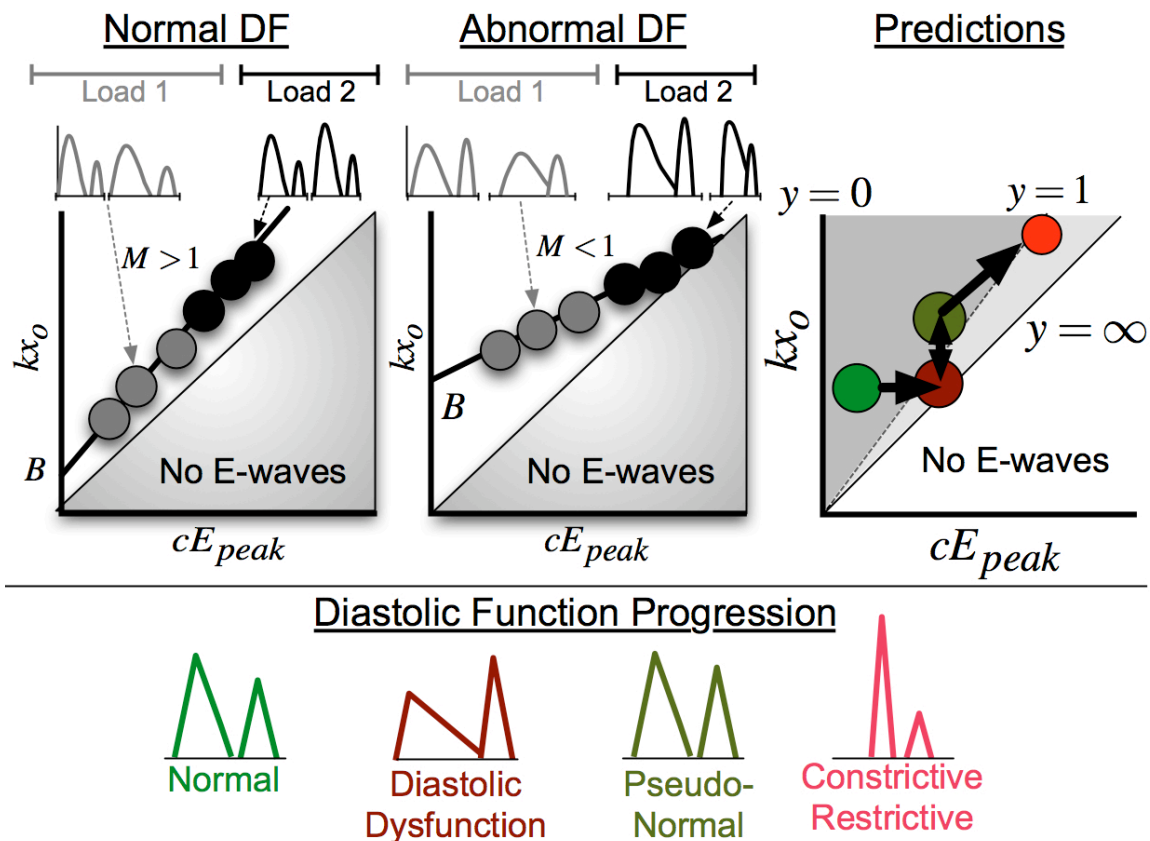 Normal DF
Load 1
Load 2
M > 1
kx_o
B
No E-waves
cE_peak
Abnormal DF
Load 1
Load 2
M < 1
kx_o
B
No E-waves
cE_peak
Predictions
y = 0
y = 1
y = ∞
kx_o
No E-waves
cE_peak
Diastolic Function Progression
Normal
Diastolic
Dysfunction
Pseudo-
Normal
Constrictive
Restrictive